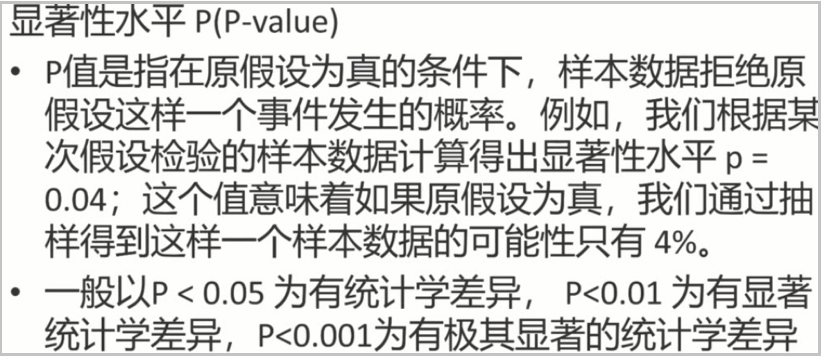 显著性水平 P(P-value)
• P值是指在原假设为真的条件下，样本数据拒绝原
假设这样一个事件发生的概率。例如，我们根据某
次假设检验的样本数据计算得出显著性水平 p =
0.04；这个值意味着如果原假设为真，我们通过抽
样得到这样一个样本数据的可能性只有 4%。
• 一般以P < 0.05 为有统计学差异， P<0.01 为有显著
统计学差异，P<0.001为有极其显著的统计学差异